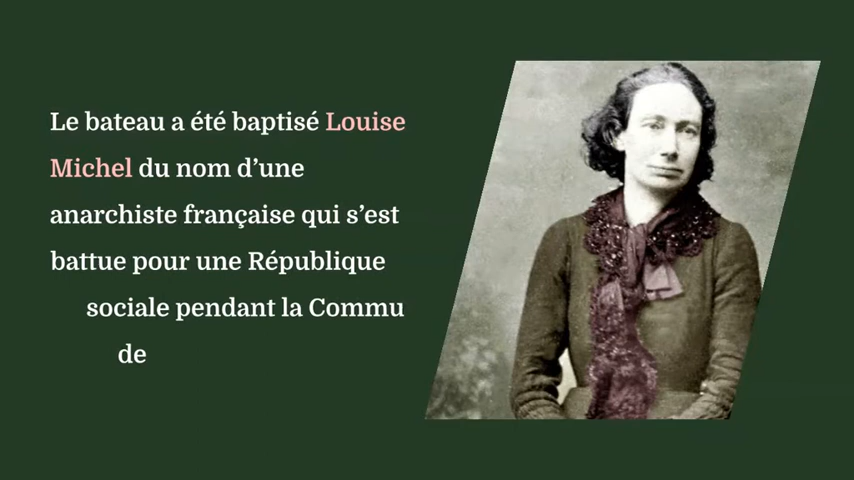 Le bateau a été baptisé Louise
Michel du nom d’une
anarchiste française qui s’est
battue pour une République
sociale pendant la Commu
de